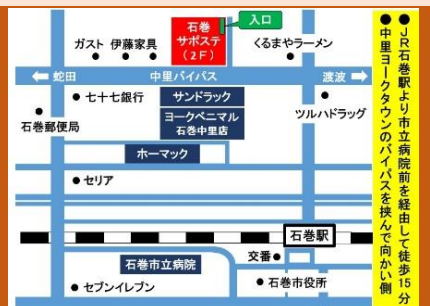 石巻
サポステ
(2F)
入口
ガスト
伊藤家具
くるまやラーメン
蛇田
中里バイパス
渡波
七十七銀行
サンドラック
石巻郵便局
ヨークベニマル
石巻中里店
ツルハドラッグ
ホーマック
セリア
石巻駅
交番
石巻市立病院
セブンイレブン
石巻市役所
●JR石巻駅より市立病院前を経由して徒歩15分
●中里ヨークタウンのバイパスを挟んで向かい側